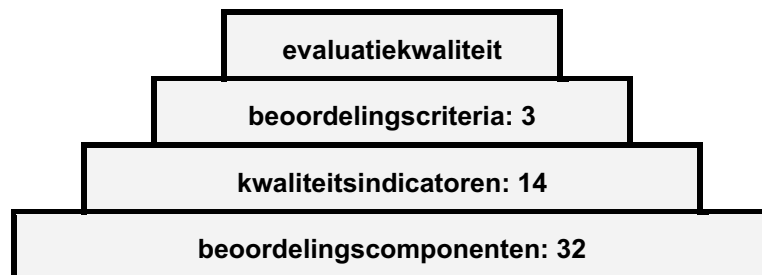 evaluatiekwaliteit
beoordelingscriteria: 3
kwaliteitsindicatoren: 14
beoordelingscomponenten: 32